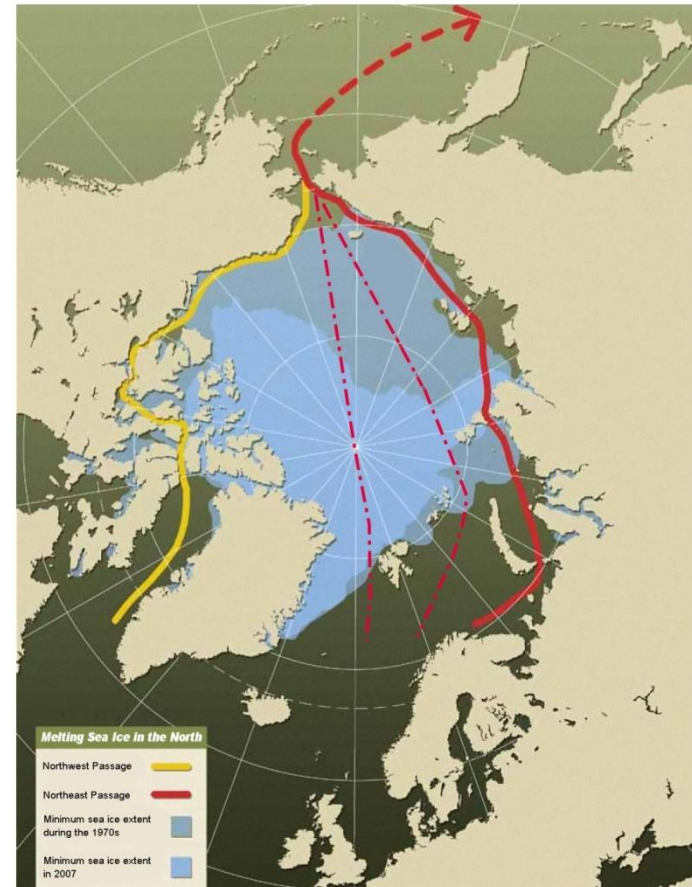 Melting Sea Ice in the North
Northwest Passage
Northeast Passage
Minimum sea ice extent
during the 1970s
Minimum sea ice extent
in 2007